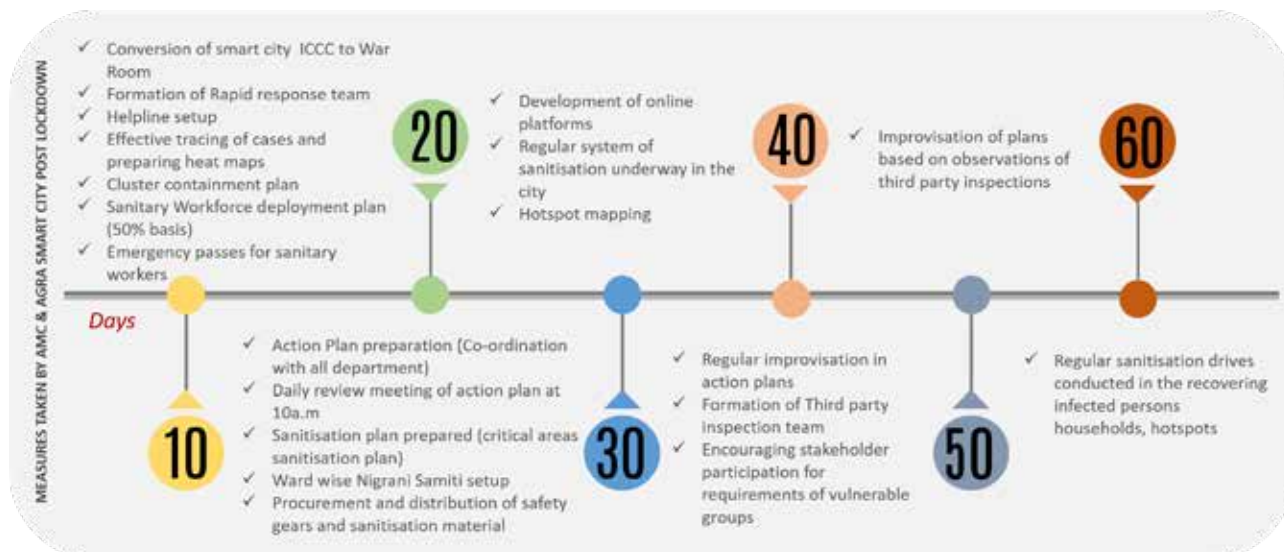 MEASURES TAKEN BY AMC & AGRA SMART CITY POST LOCKDOWN
✓ Conversion of smart city ICCC to War
Room
✓ Formation of Rapid response team
✓ Helpline setup
✓ Effective tracing of cases and
preparing heat maps
✓ Cluster containment plan
✓ Sanitary Workforce deployment plan
(50% basis)
✓ Emergency passes for sanitary
workers
20
✓ Development of online
platforms
✓ Regular system of
sanitisation underway in the
city
✓ Hotspot mapping
40
✓ Improvisation of plans
based on observations of
third party inspections
60
Days
10
✓ Action Plan preparation (Co-ordination
with all department)
✓ Daily review meeting of action plan at
10a.m
✓ Sanitisation plan prepared (critical areas
sanitisation plan)
✓ Ward wise Nigrani Samiti setup
✓ Procurement and distribution of safety
gears and sanitisation material
30
✓ Regular improvisation in
action plans
✓ Formation of Third party
inspection team
✓ Encouraging stakeholder
participation for
requirements of vulnerable
groups
50
✓ Regular sanitisation drives
conducted in the recovering
infected persons
households, hotspots